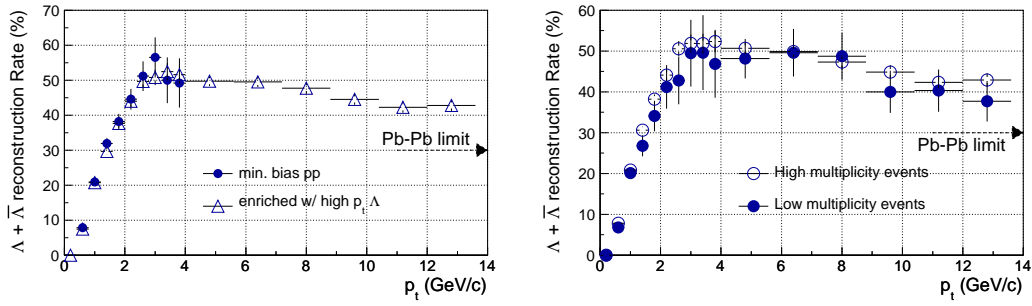 Λ + Λ̅ reconstruction Rate (%)
70
60
50
40
30
20
10
0
Pb-Pb limit
min. bias pp
enriched w/ high pt Λ
0 2 4 6 8 10 12 14
pt (GeV/c)
Λ + Λ̅ reconstruction Rate (%)
60
50
40
30
20
10
0
Pb-Pb limit
High multiplicity events
Low multiplicity events
0 2 4 6 8 10 12 14
pt (GeV/c)